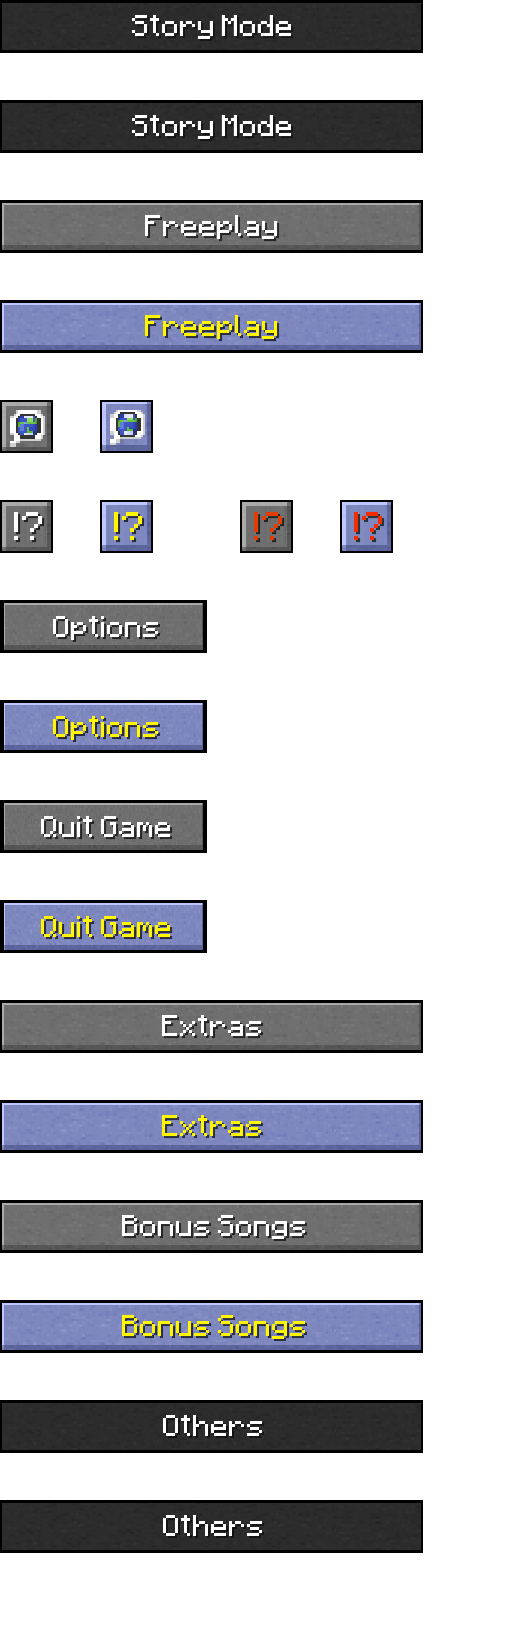 Story Mode
Story Mode
Freeplay
Freeplay
!? !? !? !?
Options
Options
Quit Game
Quit Game
Extras
Extras
Bonus Songs
Bonus Songs
Others
Others